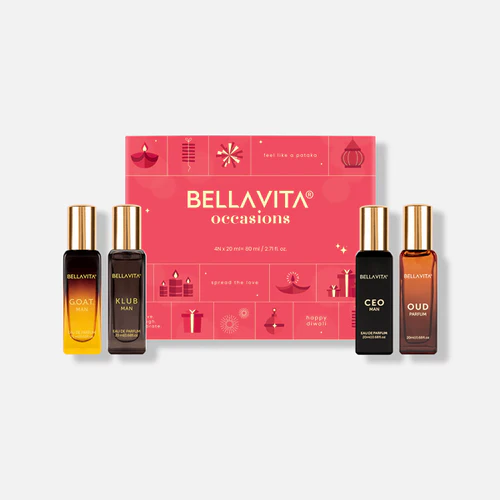 feel like a pataka
BELLAVITA®
occasions
4N x 20 ml= 80 ml / 2.71 fl. oz.
spread the love
happy
diwali
BELLAVITA®
GOAT
MAN
BELLAVITA®
KLUB
MAN
EAU DE PARFUM
BELLAVITA®
CEO
MAN
EAU DE PARFUM
BELLAVITA®
OUD
PARFUM